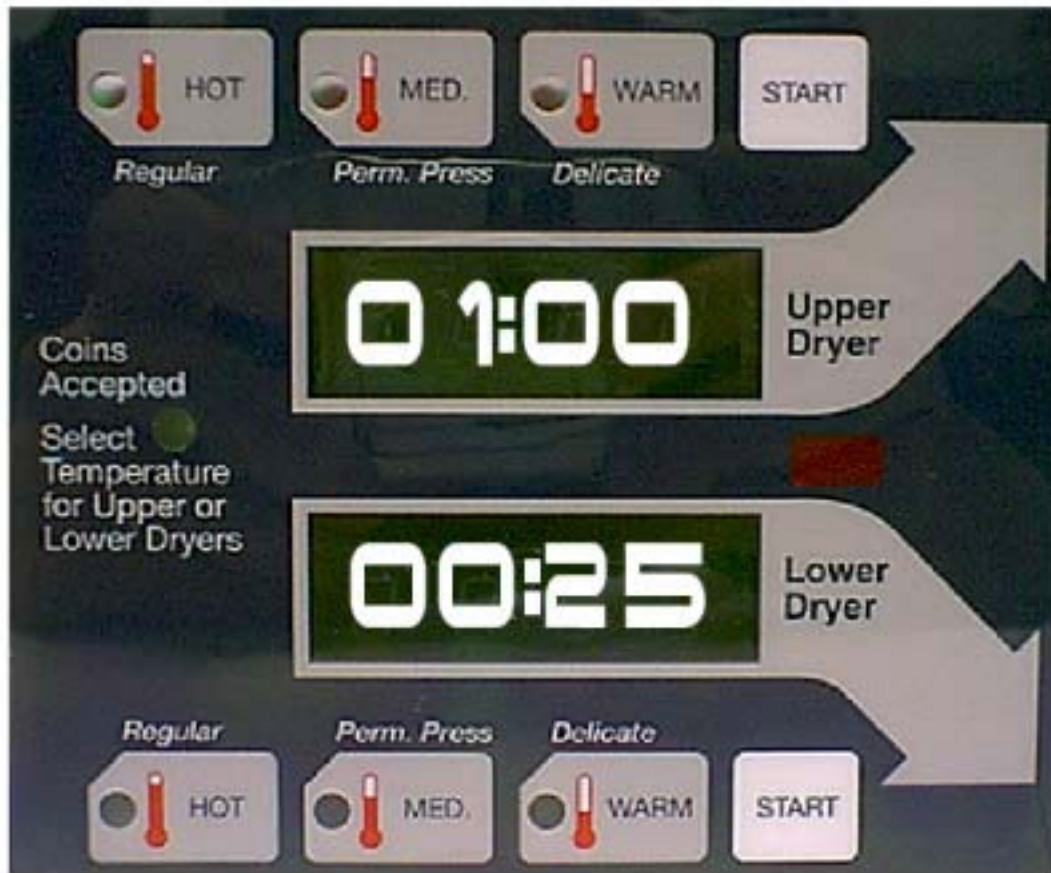 HOT MED. WARM START
Regular Perm. Press Delicate
01:00
Upper
Dryer
Coins
Accepted
Select
Temperature
for Upper or
Lower Dryers
00:25
Lower
Dryer
Regular Perm. Press Delicate
HOT MED. WARM START